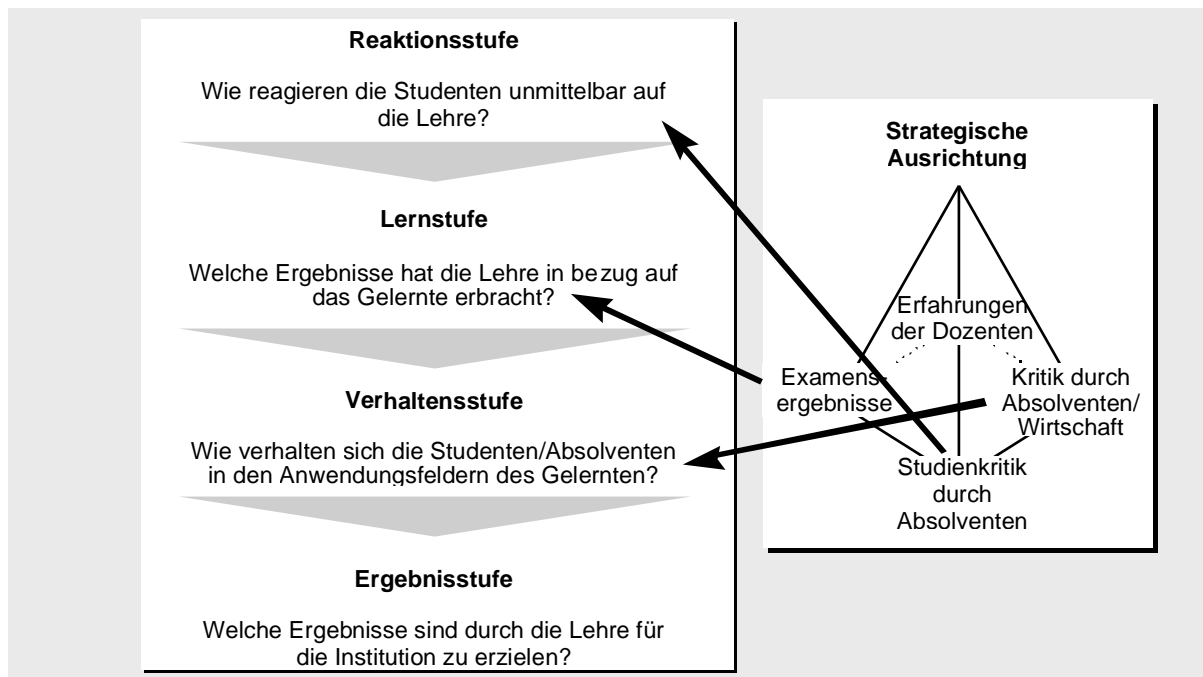 Reaktionsstufe
Wie reagieren die Studenten unmittelbar auf
die Lehre?
Lernstufe
Welche Ergebnisse hat die Lehre in bezug auf
das Gelernte erbracht?
Verhaltensstufe
Wie verhalten sich die Studenten/Absolventen
in den Anwendungsfeldern des Gelernten?
Ergebnisstufe
Welche Ergebnisse sind durch die Lehre für
die Institution zu erzielen?
Strategische
Ausrichtung
Erfahrungen
der Dozenten
Examens-
ergebnisse
Kritik durch
Absolventen/
Wirtschaft
Studienkritik
durch
Absolventen